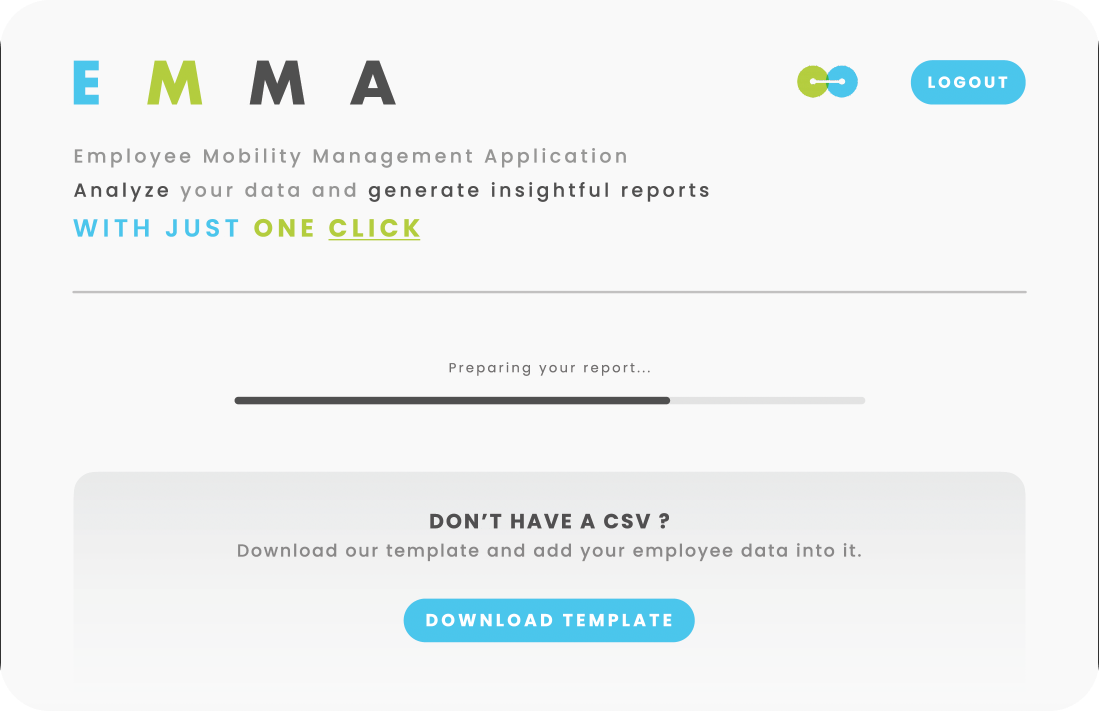 E M M A
LOGOUT
Employee Mobility Management Application
Analyze your data and generate insightful reports
WITH JUST ONE CLICK
Preparing your report...
DON’T HAVE A CSV ?
Download our template and add your employee data into it.
DOWNLOAD TEMPLATE